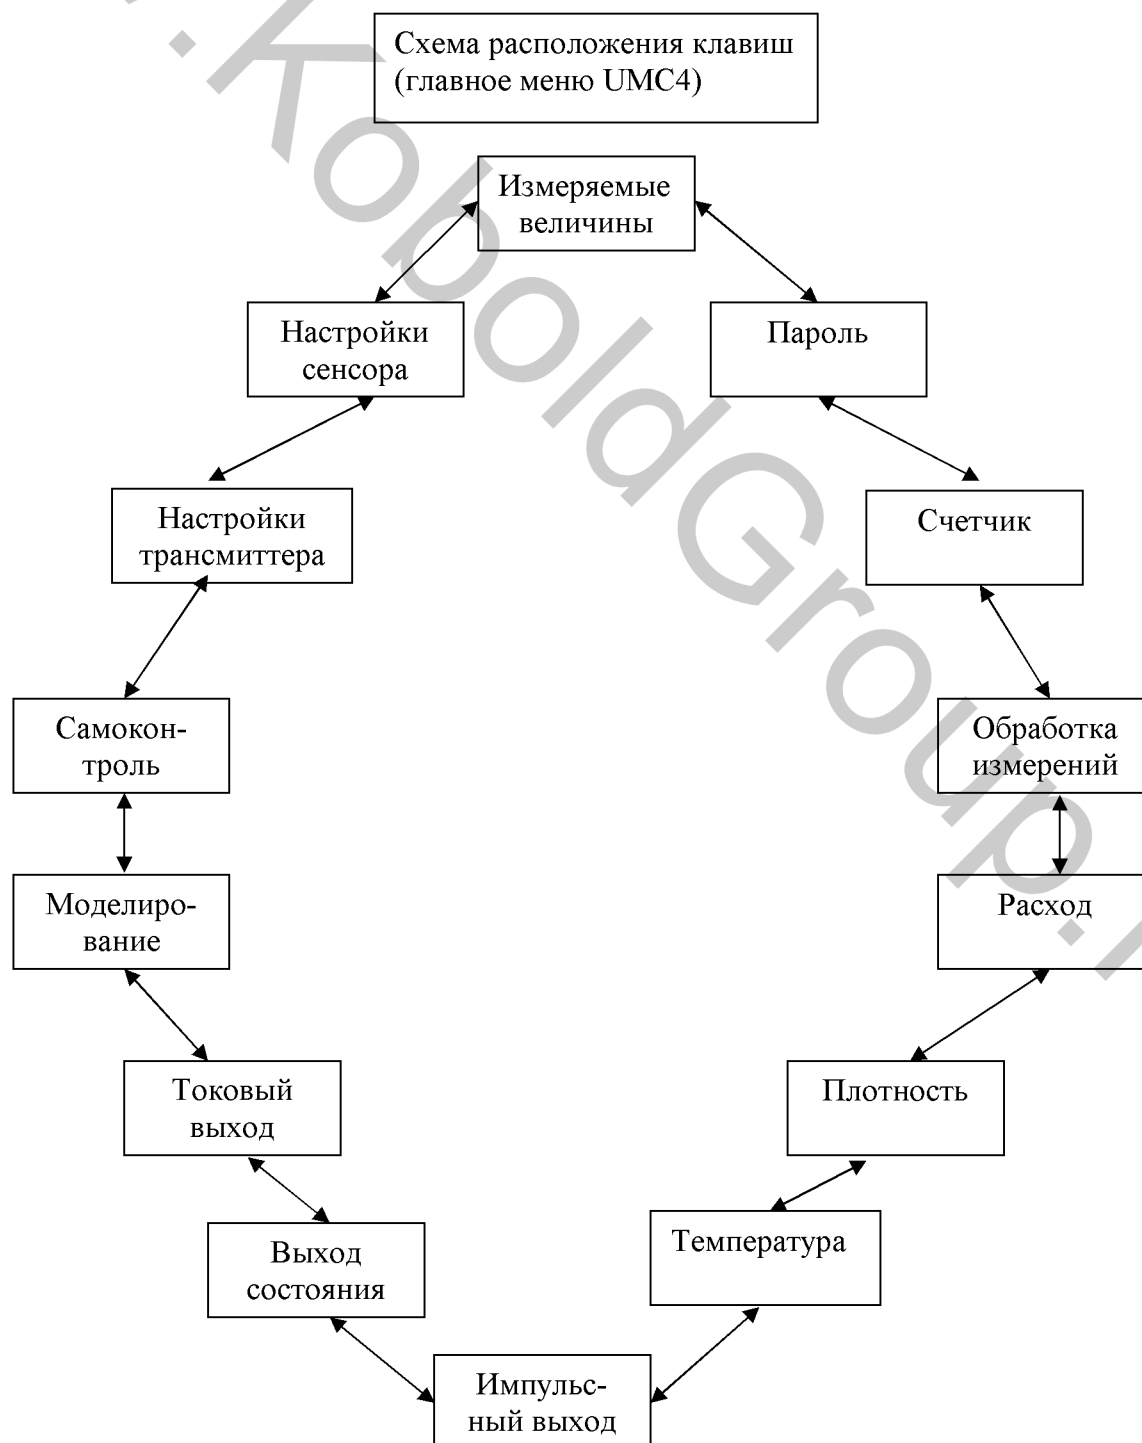 Схема расположения клавиш
(главное меню UMC4)
Измеряемые
величины
Настройки
сенсора
Пароль
Настройки
трансмиттера
Счетчик
Самокон-
троль
Обработка
измерений
Моделиро-
вание
Расход
Токовый
выход
Плотность
Выход
состояния
Температура
Импульс-
ный выход
.KoboldGroup.r